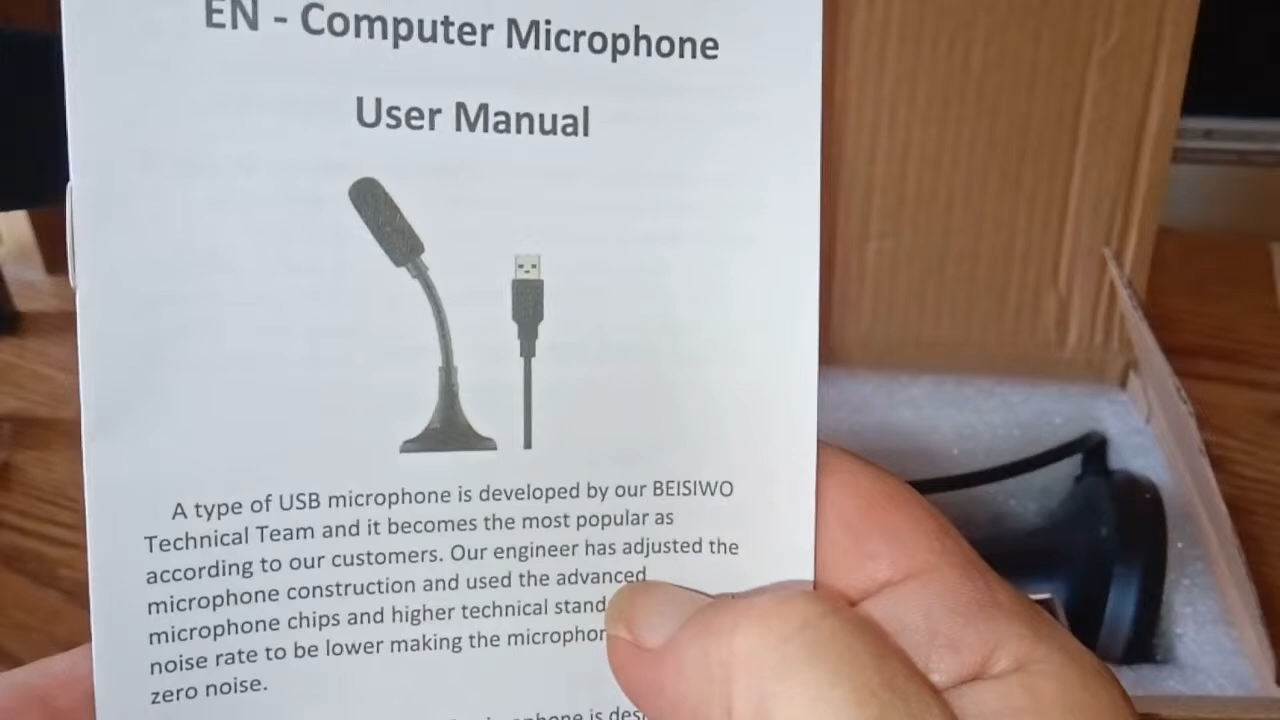 EN - Computer Microphone
User Manual
A type of USB microphone is developed by our BEISIWO
Technical Team and it becomes the most popular as
according to our customers. Our engineer has adjusted the
microphone construction and used the advanced
microphone chips and higher technical stand
noise rate to be lower making the microphon
zero noise.
is